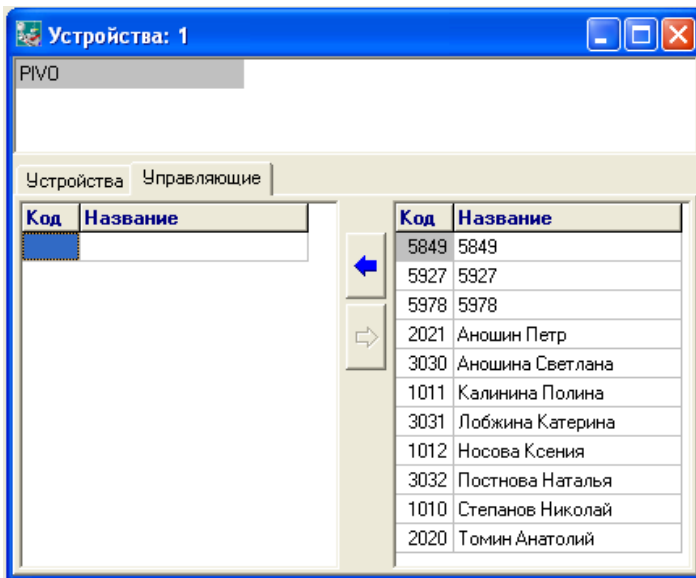 Устройства: 1
PIVO
Устройства Управляющие
Код Название
Код Название
5849 5849
5927 5927
5978 5978
2021 Аношин Петр
3030 Аношина Светлана
1011 Калинина Полина
3031 Лобжина Катерина
1012 Носова Ксения
3032 Постнова Наталья
1010 Степанов Николай
2020 Томин Анатолий